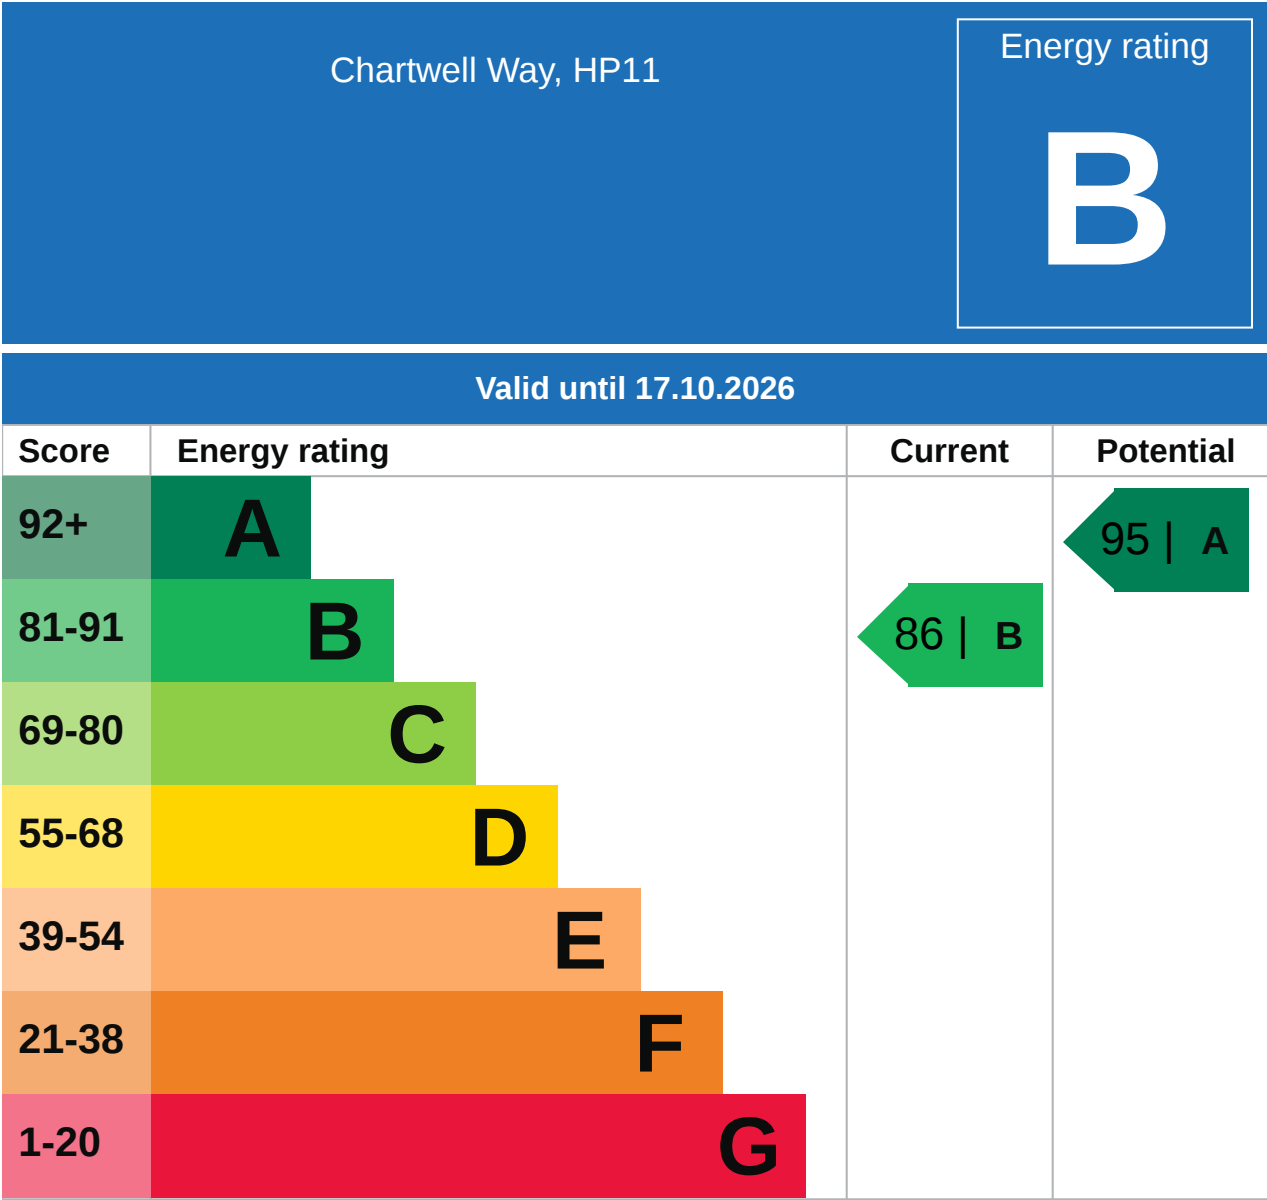 Chartwell Way, HP11
Energy rating
B
Valid until 17.10.2026
Score Energy rating Current Potential
92+ A 95 | A
81-91 B 86 | B
69-80 C
55-68 D
39-54 E
21-38 F
1-20 G